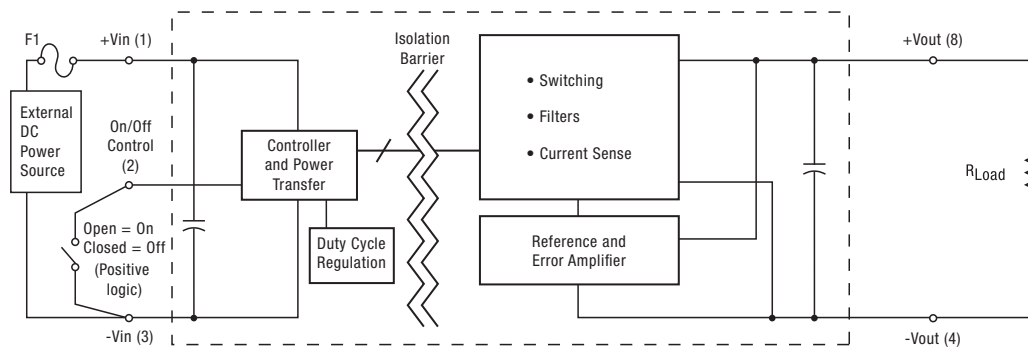 F1
+Vin (1)
External
DC
Power
Source
On/Off
Control
(2)
Open = On
Closed = Off
(Positive
logic)
-Vin (3)
Controller
and Power
Transfer
Duty Cycle
Regulation
Isolation
Barrier
• Switching
• Filters
• Current Sense
Reference and
Error Amplifier
+Vout (8)
RLoad
-Vout (4)